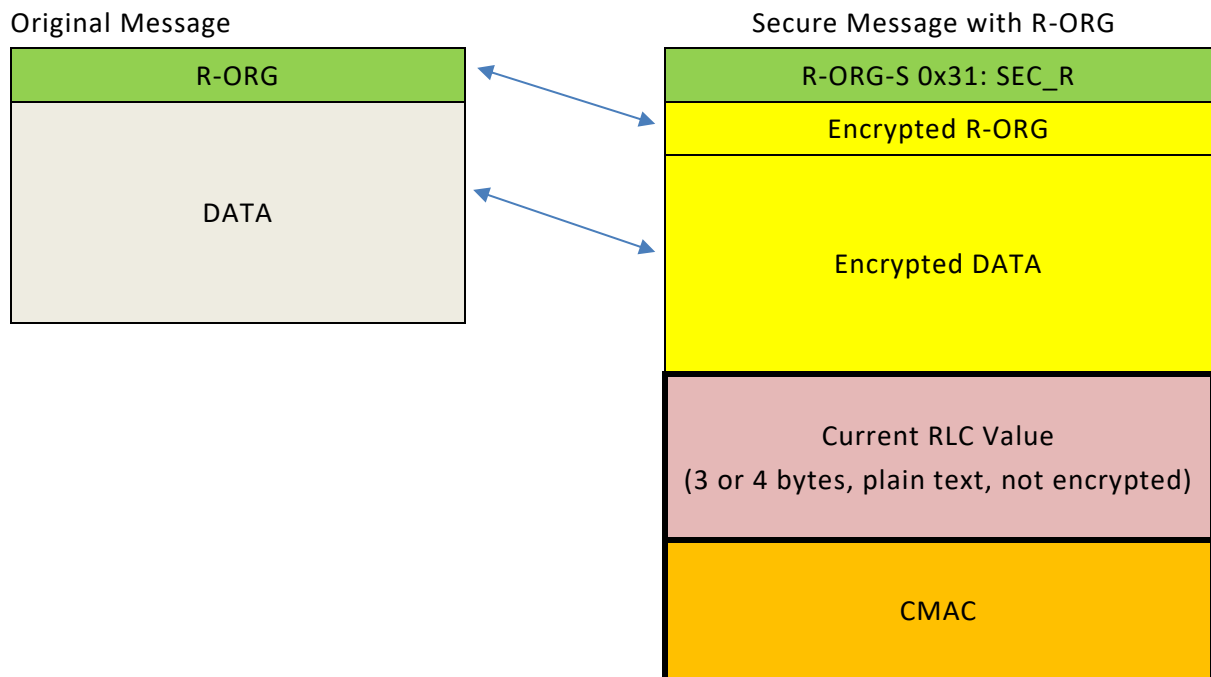 Original Message
Secure Message with R-ORG
R-ORG
R-ORG-S 0x31: SEC_R
Encrypted R-ORG
DATA
Encrypted DATA
Current RLC Value
(3 or 4 bytes, plain text, not encrypted)
CMAC